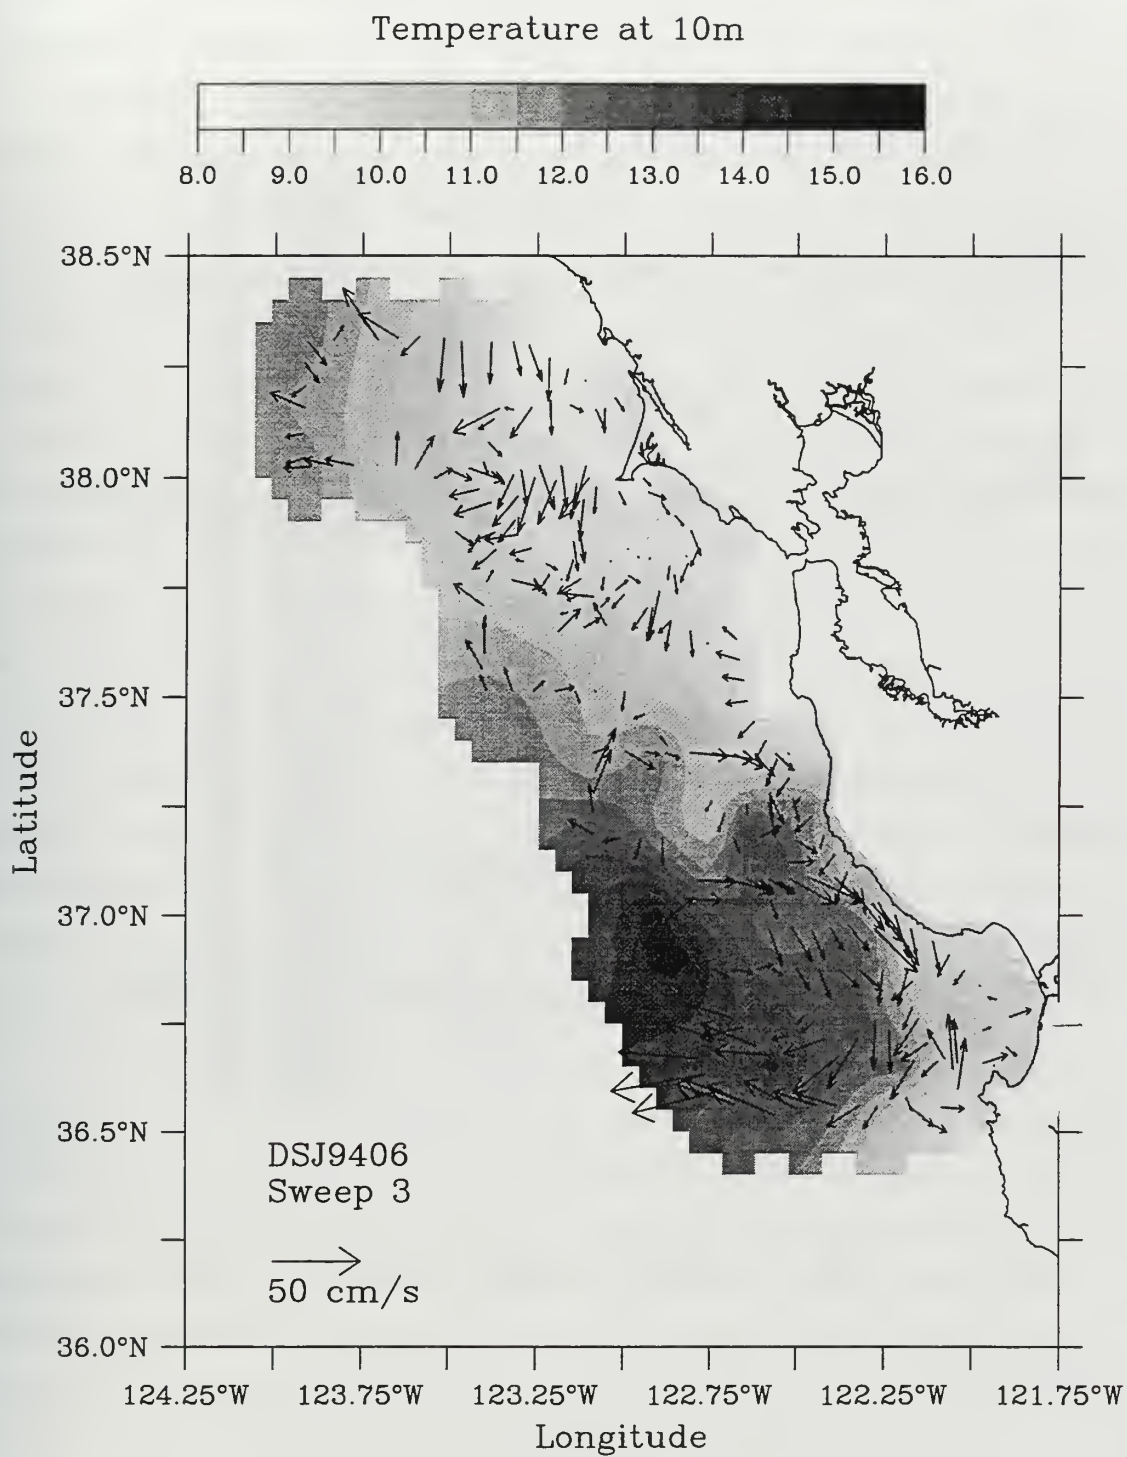 Temperature at 10m
8.0 9.0 10.0 11.0 12.0 13.0 14.0 15.0 16.0
38.5°N
38.0°N
37.5°N
37.0°N
36.5°N
36.0°N
Latitude
DSJ9406
Sweep 3
50 cm/s
124.25°W 123.75°W 123.25°W 122.75°W 122.25°W 121.75°W
Longitude